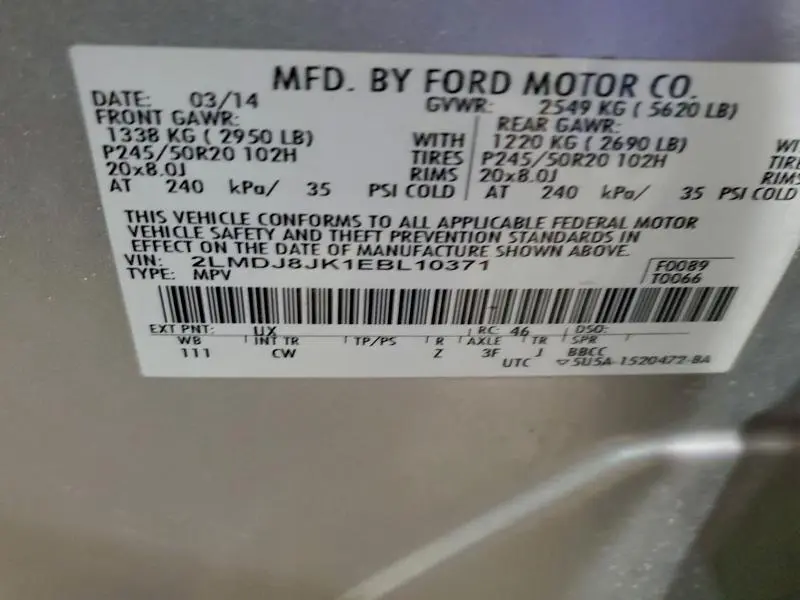 MFD. BY FORD MOTOR CO.
DATE: 03/14 GVWR: 2549 KG ( 5620 LB)
FRONT GAWR: REAR GAWR:
1338 KG ( 2950 LB) WITH 1220 KG ( 2690 LB) WI
P245/50R20 102H TIRES P245/50R20 102H TIRE
20x8.0J RIMS 20x8.0J RIMS
AT 240 kPa/ 35 PSI COLD AT 240 kPa/ 35 PSI COLD
THIS VEHICLE CONFORMS TO ALL APPLICABLE FEDERAL MOTOR
VEHICLE SAFETY AND THEFT PREVENTION STANDARDS IN
EFFECT ON THE DATE OF MANUFACTURE SHOWN ABOVE.
VIN: 2LMDJ8JK1EBL10371 F0089
TYPE: MPV T0066
EXT PNT: UX RC: 46 DSO:
WB INT TR TP/PS R AXLE TR SPR
111 CW Z 3F J BBCC
UTC ▽5U5A-1520472-BA